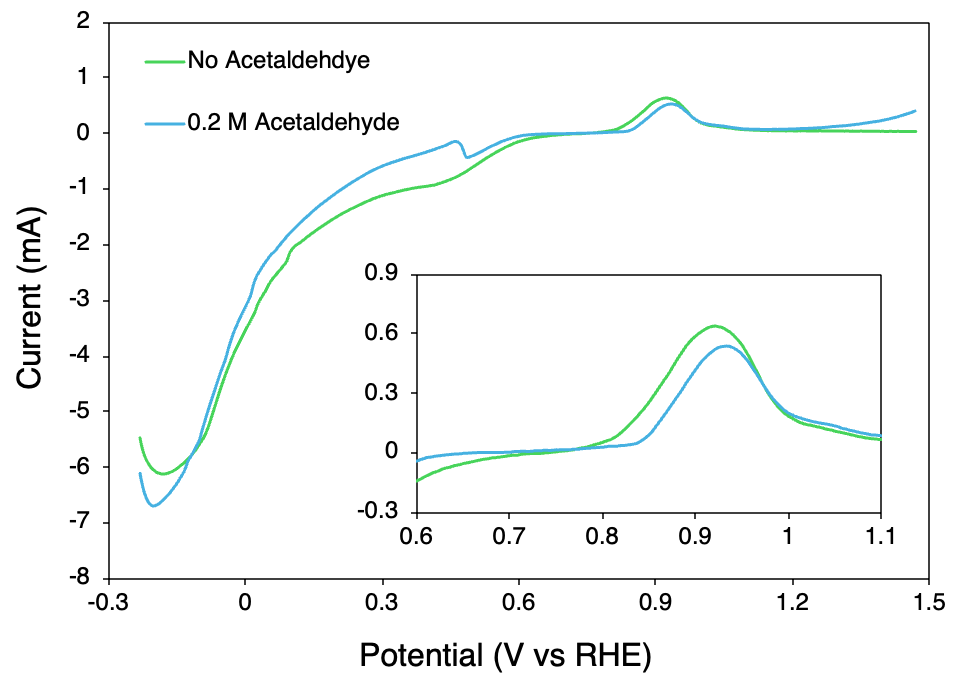 2
1
0
-1
-2
-3
-4
-5
-6
-7
-8
Current (mA)
No Acetaldehdye
0.2 M Acetaldehyde
0.9
0.6
0.3
0
-0.3
0.6 0.7 0.8 0.9 1 1.1
-0.3 0 0.3 0.6 0.9 1.2 1.5
Potential (V vs RHE)